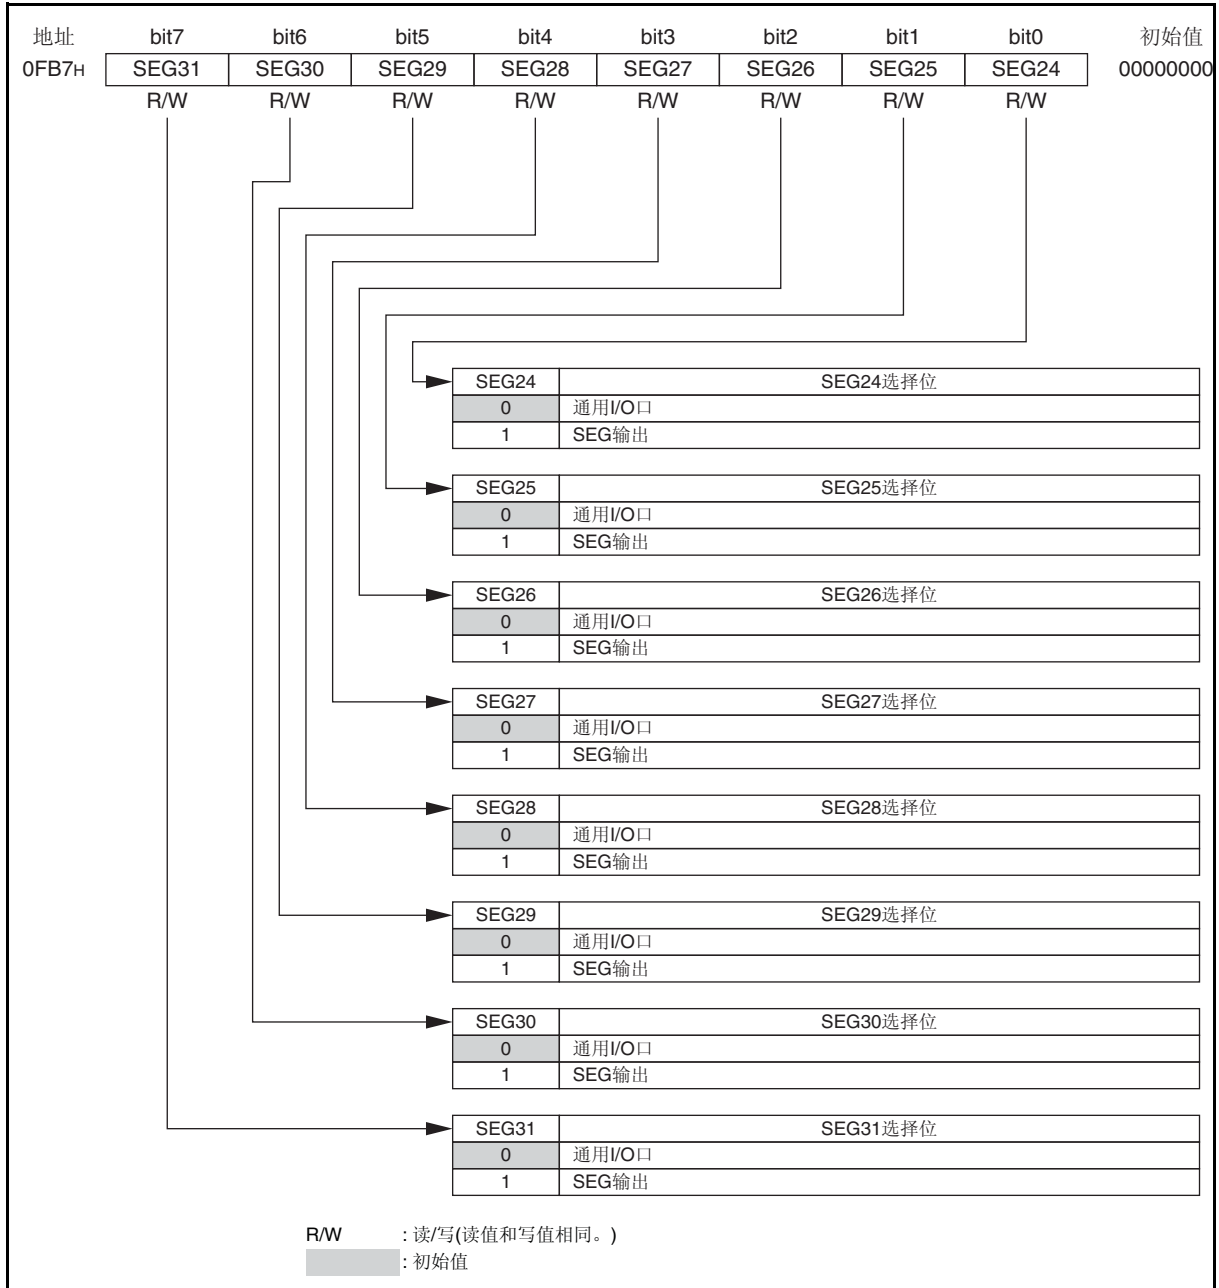 地址 bit7 bit6 bit5 bit4 bit3 bit2 bit1 bit0 初始值
0FB7H SEG31 SEG30 SEG29 SEG28 SEG27 SEG26 SEG25 SEG24 00000000
R/W R/W R/W R/W R/W R/W R/W R/W
SEG24 SEG24选择位
0 通用I/O口
1 SEG输出
SEG25 SEG25选择位
0 通用I/O口
1 SEG输出
SEG26 SEG26选择位
0 通用I/O口
1 SEG输出
SEG27 SEG27选择位
0 通用I/O口
1 SEG输出
SEG28 SEG28选择位
0 通用I/O口
1 SEG输出
SEG29 SEG29选择位
0 通用I/O口
1 SEG输出
SEG30 SEG30选择位
0 通用I/O口
1 SEG输出
SEG31 SEG31选择位
0 通用I/O口
1 SEG输出
R/W : 读/写(读值和写值相同。)
: 初始值